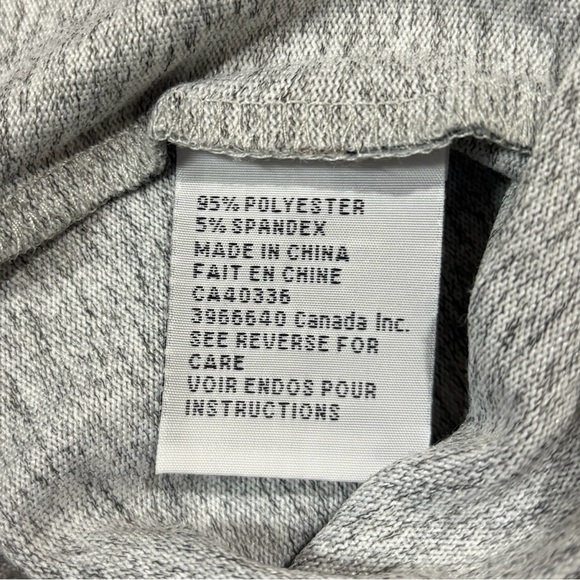 95% POLYESTER
5% SPANDEX
MADE IN CHINA
FAIT EN CHINE
CA40336
3966640 Canada Inc.
SEE REVERSE FOR
CARE
VOIR ENDOS POUR
INSTRUCTIONS